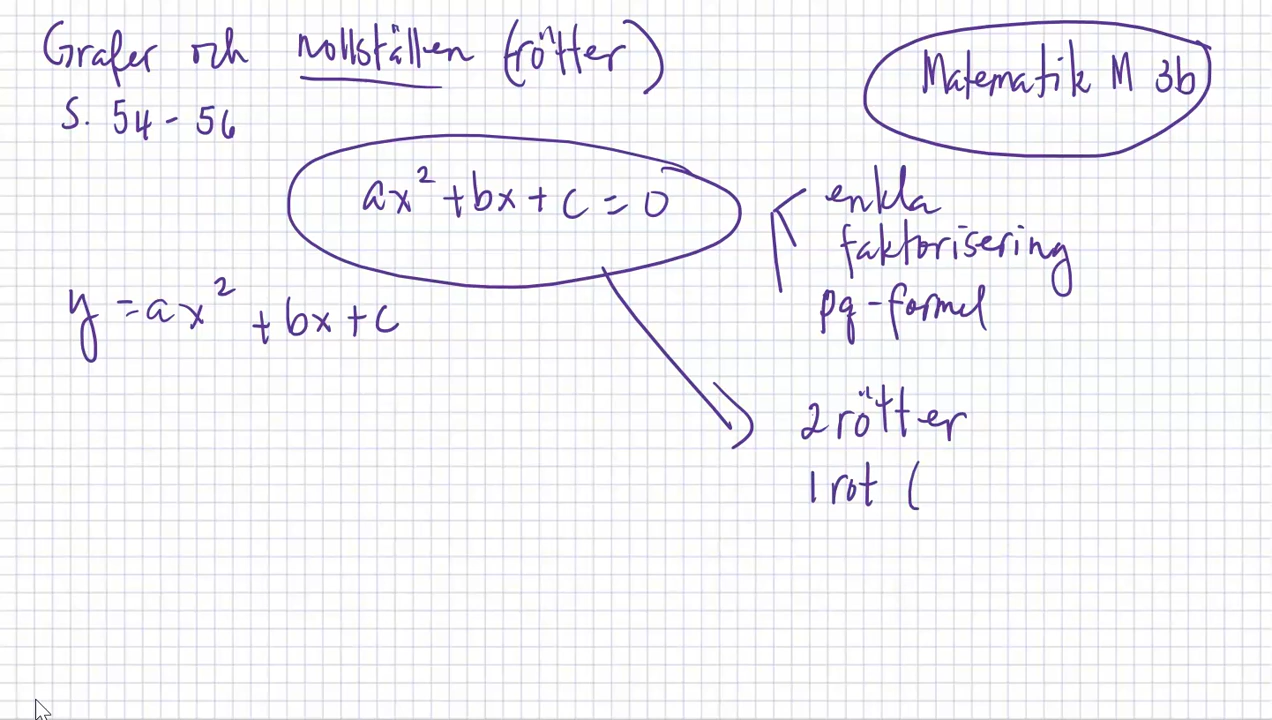 Grafer och nollställen (rötter)
Matematik M 3b
S. 54 - 56
ax² + bx + c = 0
enkla
faktorisering
pq-formel
y = ax² + bx + c
2 rötter
1 rot (